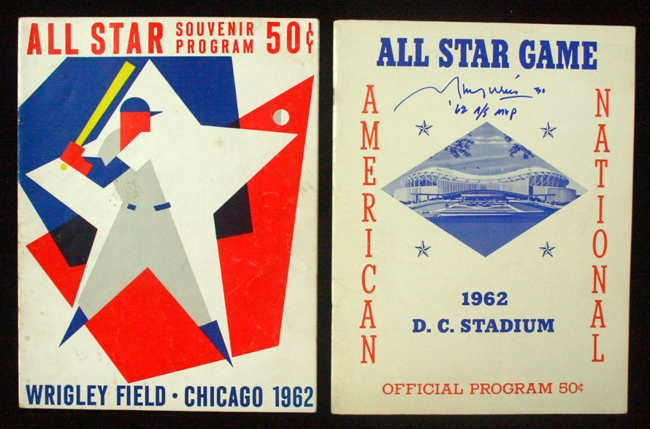 ALL STAR SOUVENIR PROGRAM 50¢
WRIGLEY FIELD • CHICAGO 1962
ALL STAR GAME
30
'62 A/S MVP
AMERICAN
NATIONAL
1962
D. C. STADIUM
OFFICIAL PROGRAM 50¢